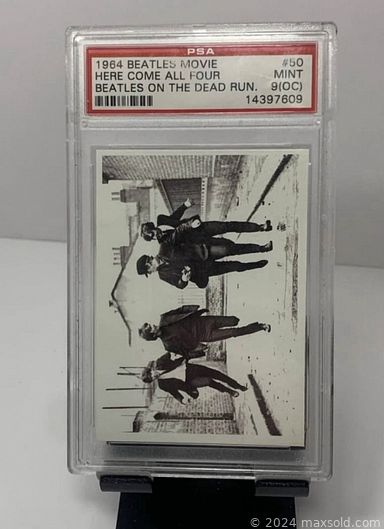 PSA
1964 BEATLES MOVIE #50
HERE COME ALL FOUR MINT
BEATLES ON THE DEAD RUN. 9(OC)
14397609
© 2024 maxsold.com